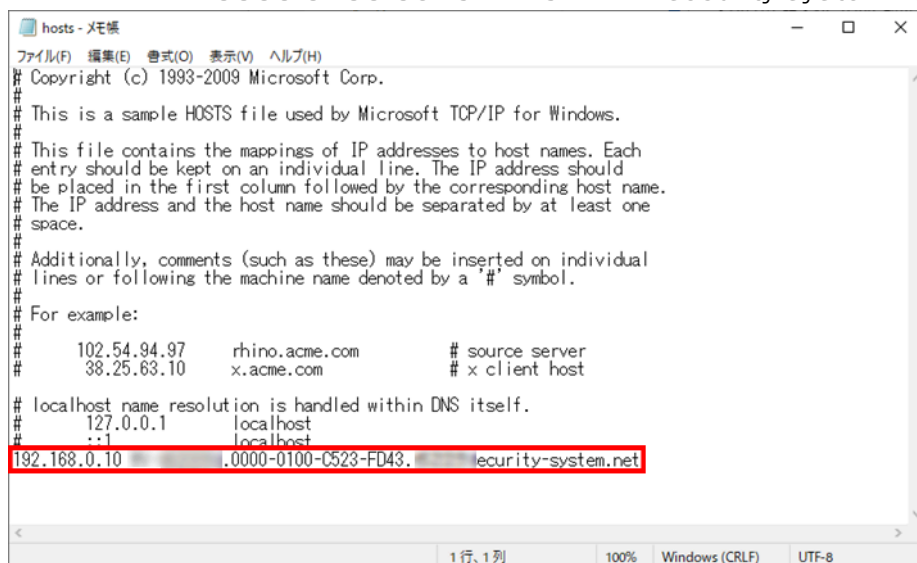 hosts - メモ帳
ファイル(F) 編集(E) 書式(O) 表示(V) ヘルプ(H)
# Copyright (c) 1993-2009 Microsoft Corp.
#
# This is a sample HOSTS file used by Microsoft TCP/IP for Windows.
#
# This file contains the mappings of IP addresses to host names. Each
# entry should be kept on an individual line. The IP address should
# be placed in the first column followed by the corresponding host name.
# The IP address and the host name should be separated by at least one
# space.
#
# Additionally, comments (such as these) may be inserted on individual
# lines or following the machine name denoted by a '#' symbol.
#
# For example:
#
# 102.54.94.97 rhino.acme.com # source server
# 38.25.63.10 x.acme.com # x client host
# localhost name resolution is handled within DNS itself.
# 127.0.0.1 localhost
# ::1 localhost
192.168.0.10 .0000-0100-C523-FD43. ecurity-system.net
1行、1列 100% Windows (CRLF) UTF-8